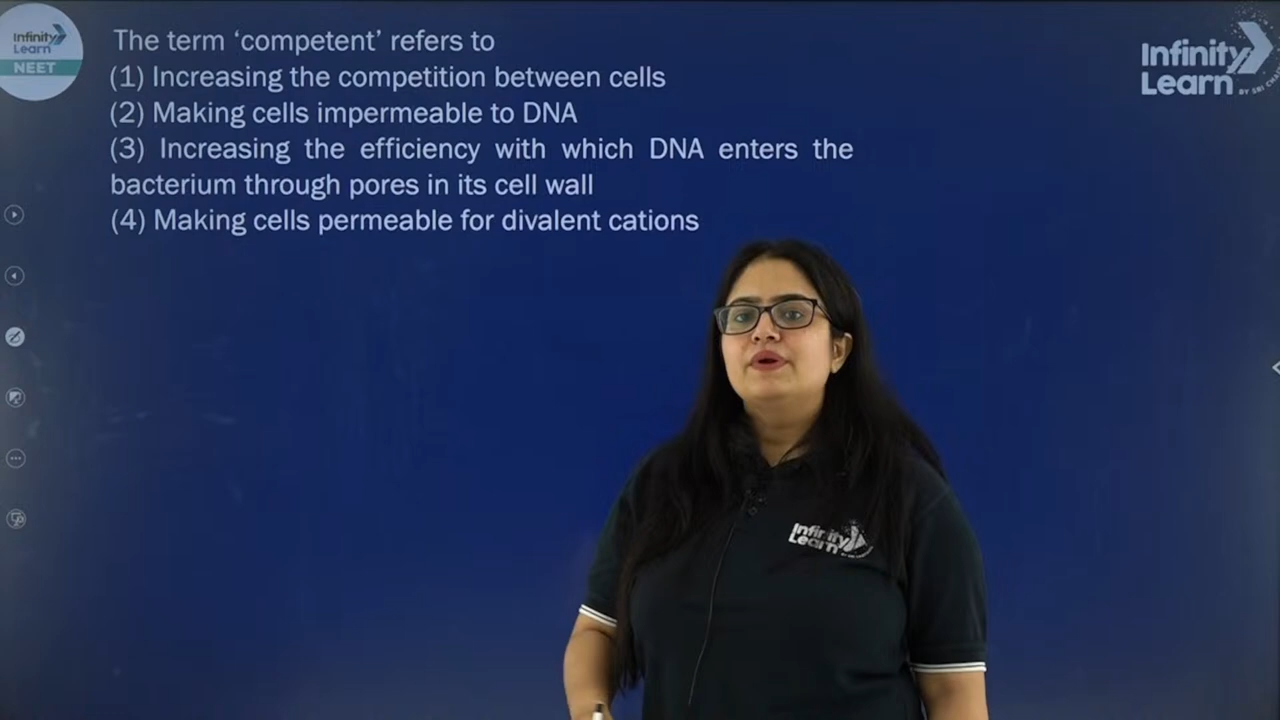 Infinity
Learn
NEET
The term ‘competent’ refers to
(1) Increasing the competition between cells
(2) Making cells impermeable to DNA
(3) Increasing the efficiency with which DNA enters the
bacterium through pores in its cell wall
(4) Making cells permeable for divalent cations
Infinity
Learn
BY SRI
Infinity
Learn